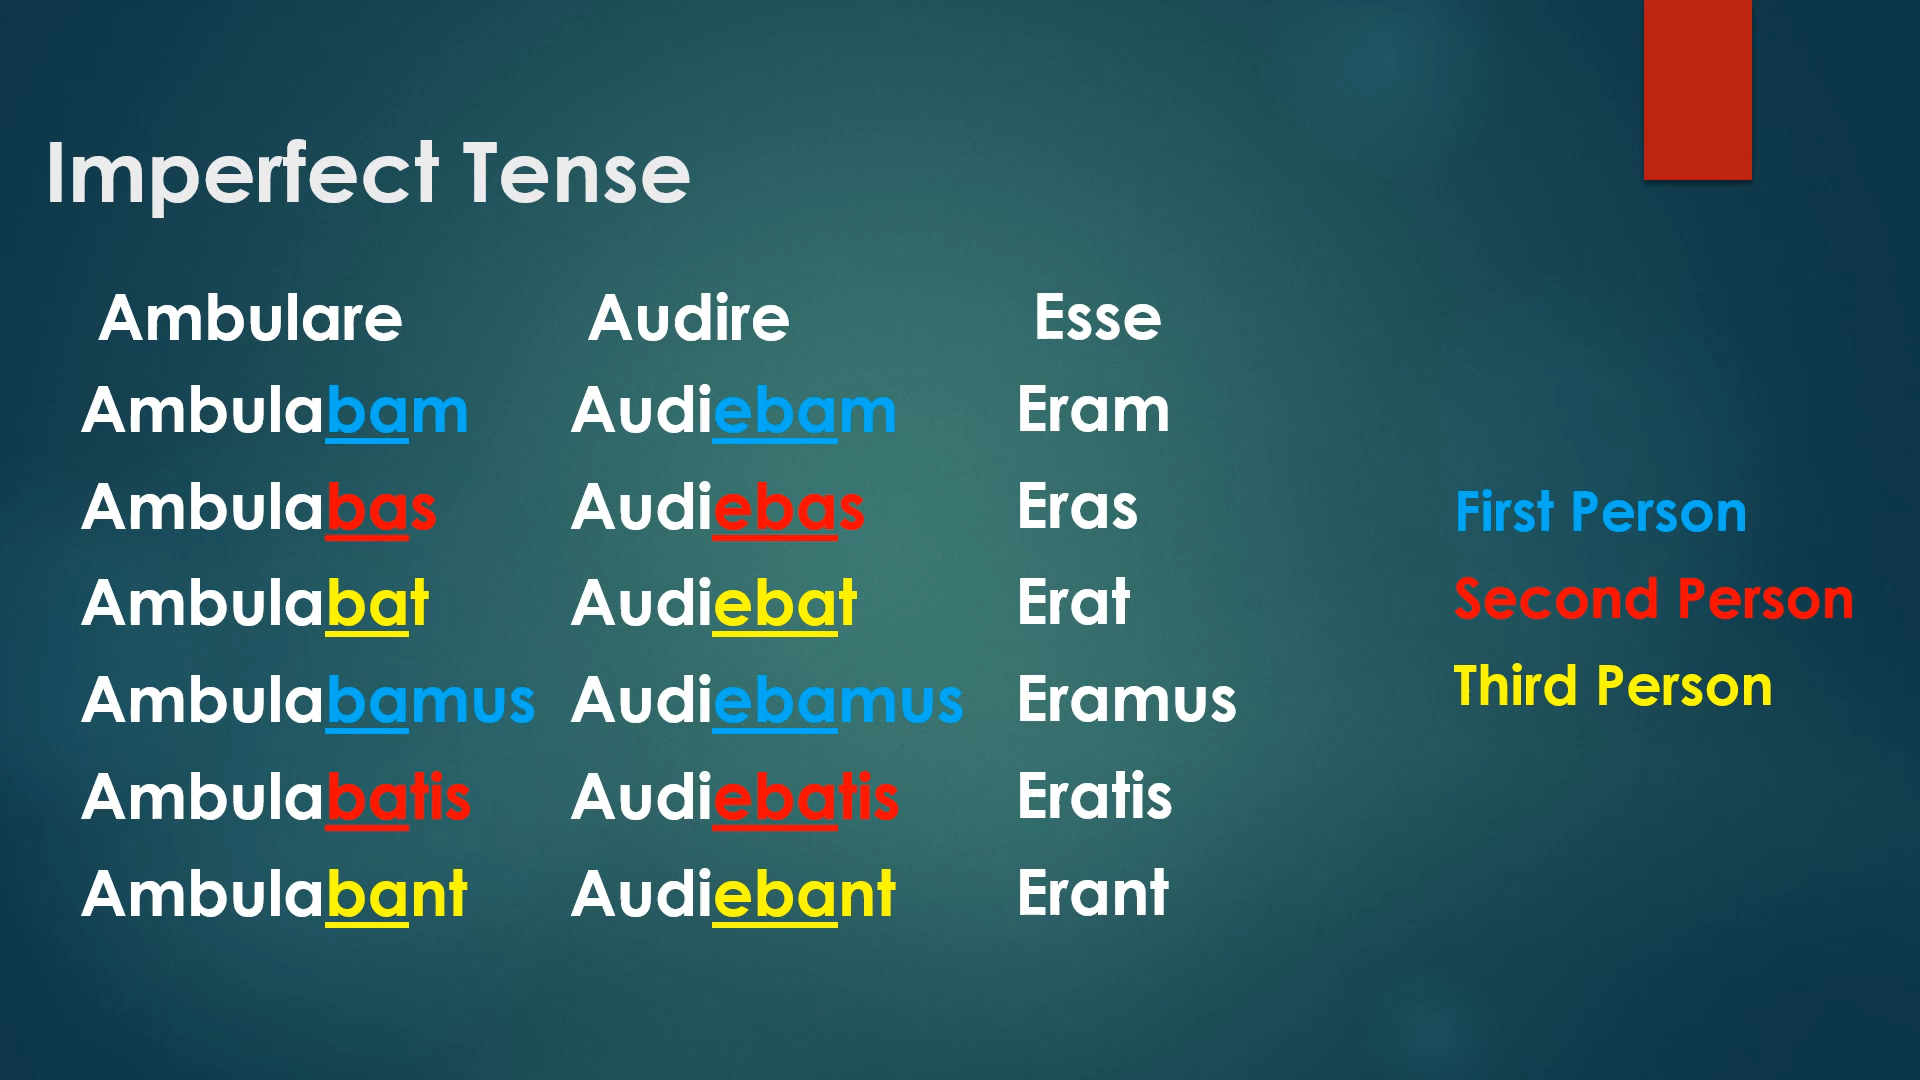 Imperfect Tense
Ambulare Audire Esse
Ambulabam Audiebam Eram
Ambulabas Audiebas Eras
Ambulabat Audiebat Erat
Ambulabamus Audiebamus Eramus
Ambulabatis Audiebatis Eratis
Ambulabant Audiebant Erant
First Person
Second Person
Third Person